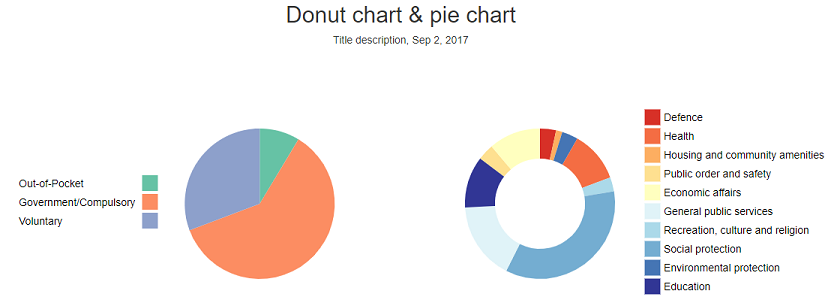 Donut chart & pie chart
Title description, Sep 2, 2017
Out-of-Pocket
Government/Compulsory
Voluntary
Defence
Health
Housing and community amenities
Public order and safety
Economic affairs
General public services
Recreation, culture and religion
Social protection
Environmental protection
Education